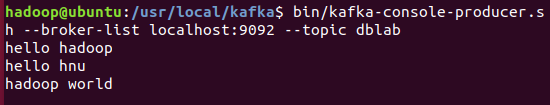 hadoop@ubuntu:/usr/local/kafka$ bin/kafka-console-producer.s
h --broker-list localhost:9092 --topic dblab
hello hadoop
hello hnu
hadoop world